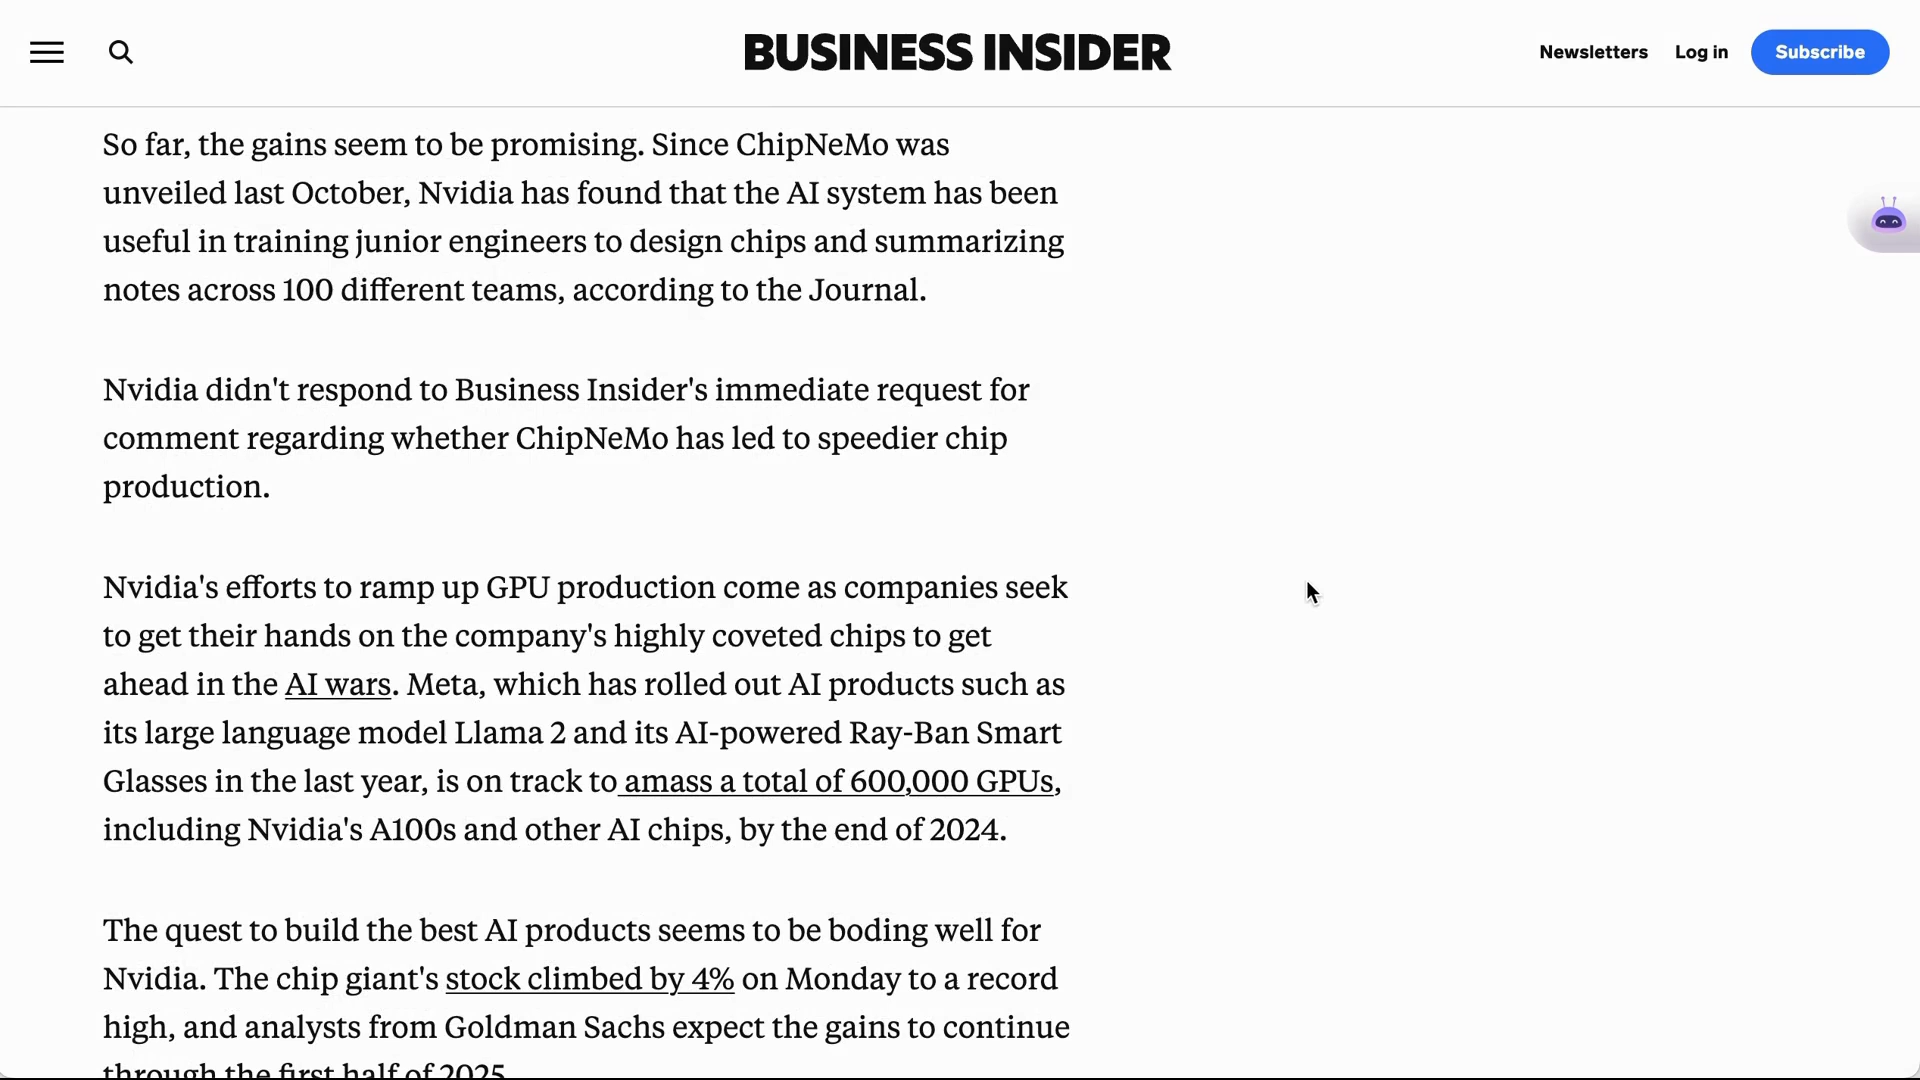 BUSINESS INSIDER
Newsletters
Log in
Subscribe
So far, the gains seem to be promising. Since ChipNeMo was
unveiled last October, Nvidia has found that the AI system has been
useful in training junior engineers to design chips and summarizing
notes across 100 different teams, according to the Journal.
Nvidia didn't respond to Business Insider's immediate request for
comment regarding whether ChipNeMo has led to speedier chip
production.
Nvidia's efforts to ramp up GPU production come as companies seek
to get their hands on the company's highly coveted chips to get
ahead in the AI wars. Meta, which has rolled out AI products such as
its large language model Llama 2 and its AI-powered Ray-Ban Smart
Glasses in the last year, is on track to amass a total of 600,000 GPUs,
including Nvidia's A100s and other AI chips, by the end of 2024.
The quest to build the best AI products seems to be boding well for
Nvidia. The chip giant's stock climbed by 4% on Monday to a record
high, and analysts from Goldman Sachs expect the gains to continue
through the first half of 2025.